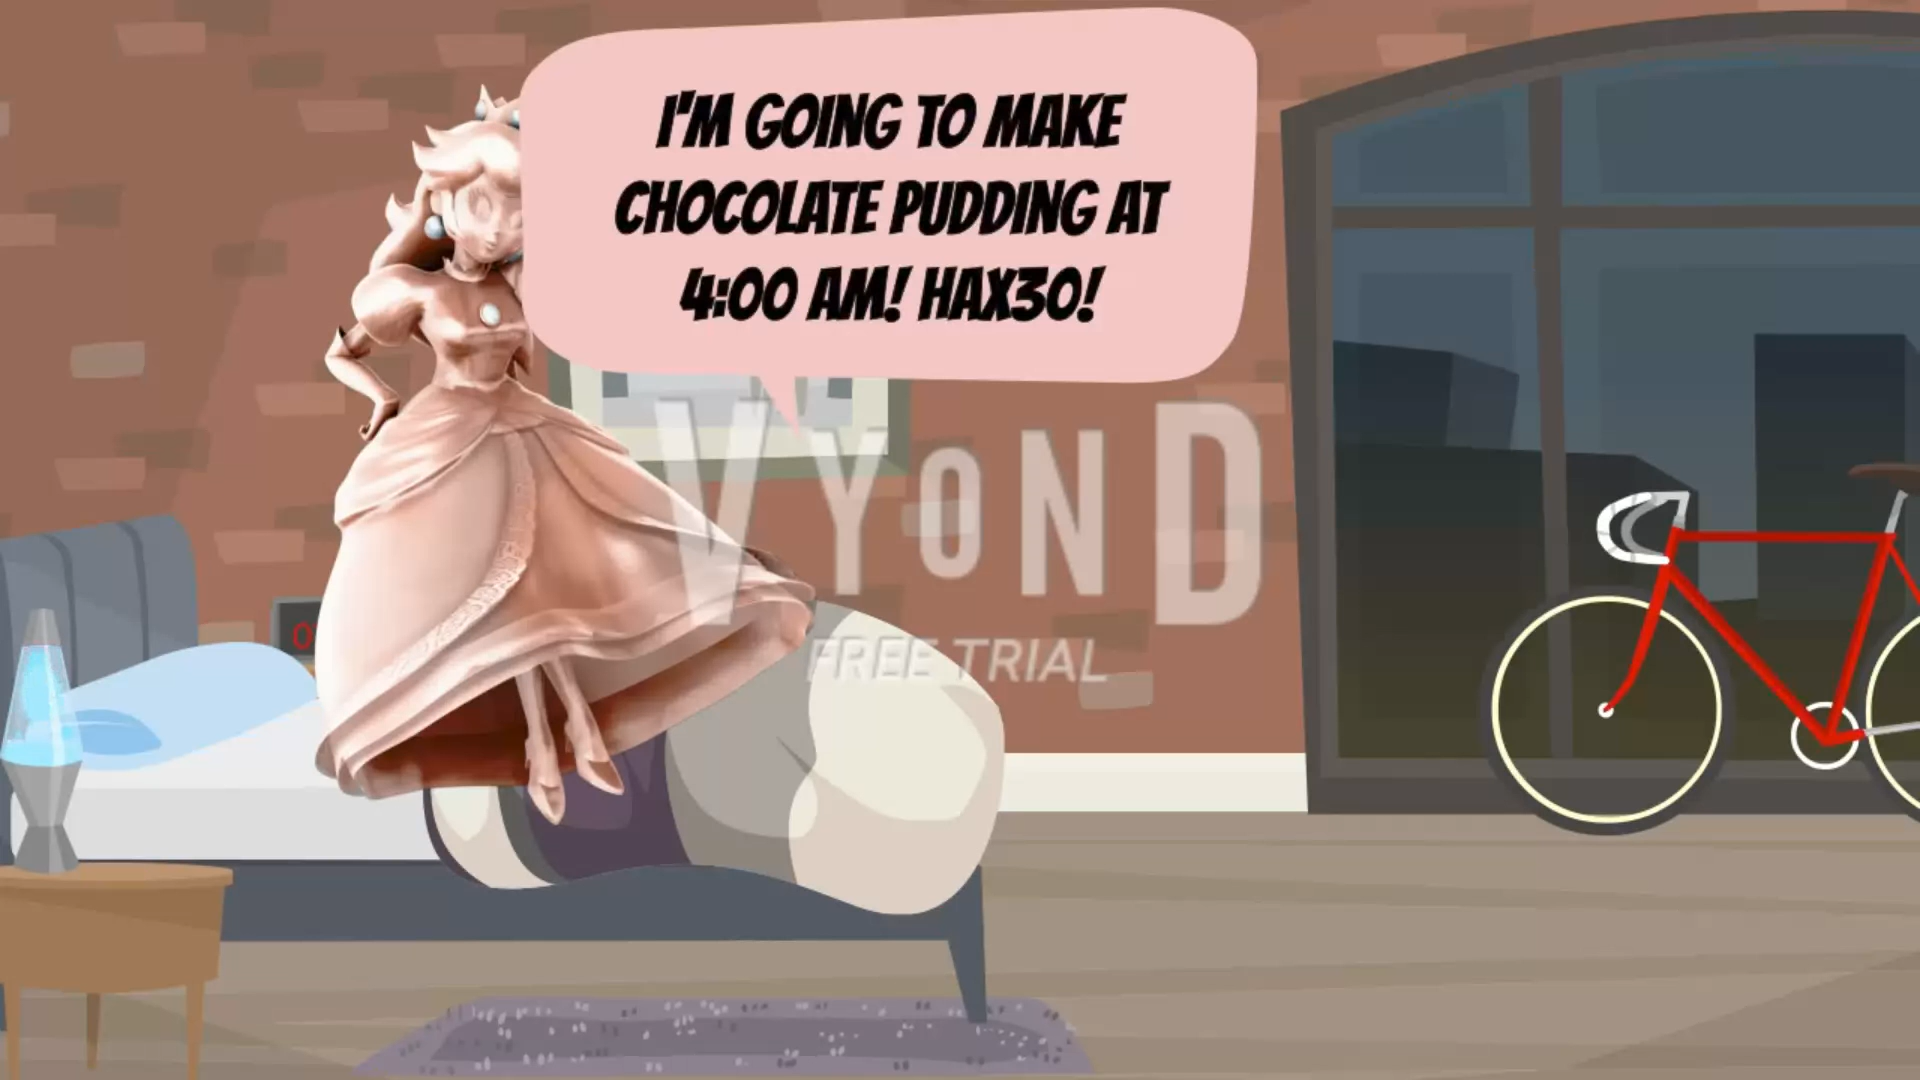 I'M GOING TO MAKE
CHOCOLATE PUDDING AT
4:00 AM! HAX30!
VYOND
FREE TRIAL